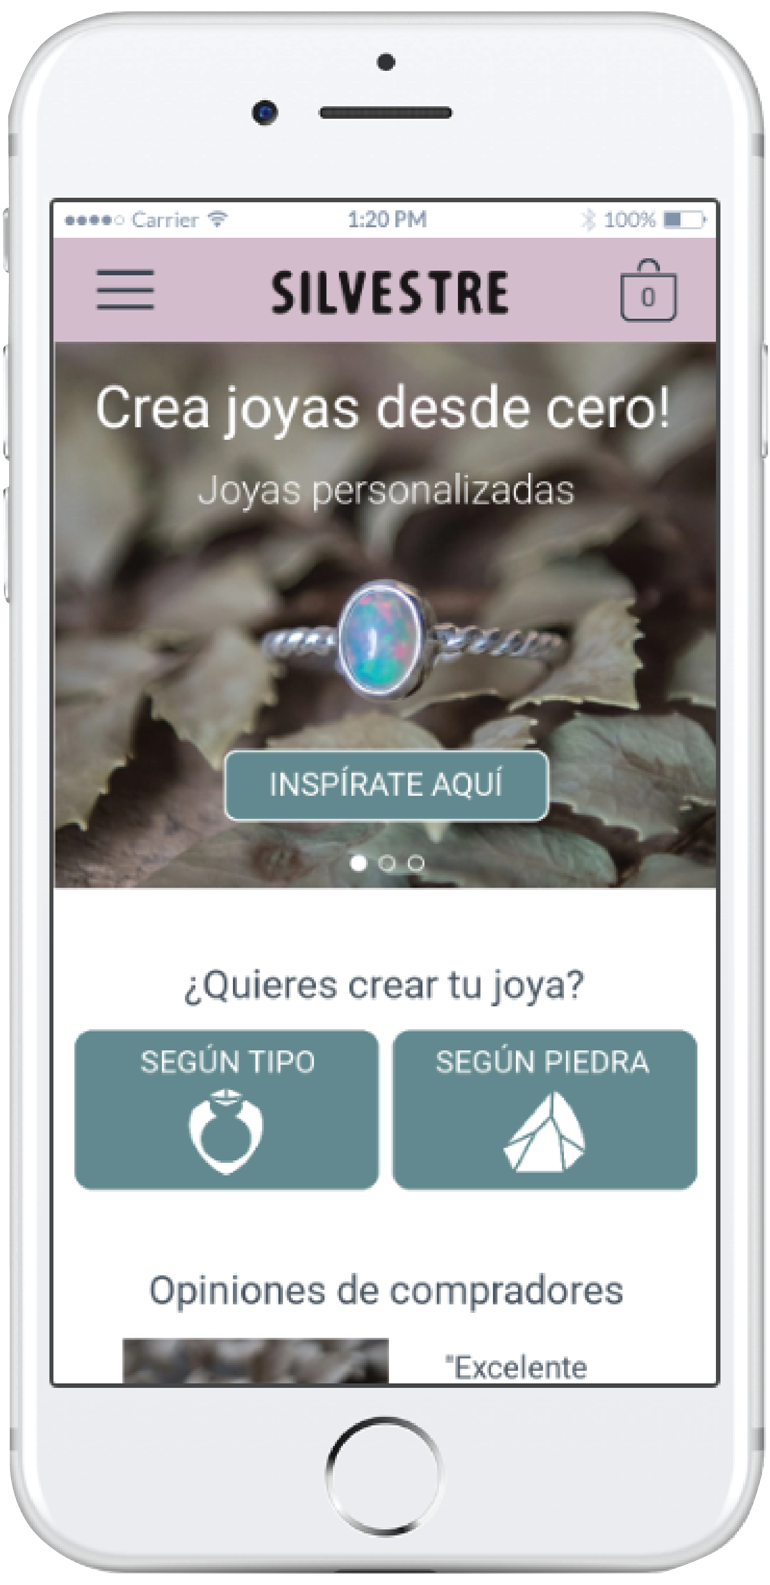 Carrier 1:20 PM 100%
SILVESTRE 0
Crea joyas desde cero!
Joyas personalizadas
INSPÍRATE AQUÍ
¿Quieres crear tu joya?
SEGÚN TIPO SEGÚN PIEDRA
Opiniones de compradores
"Excelente